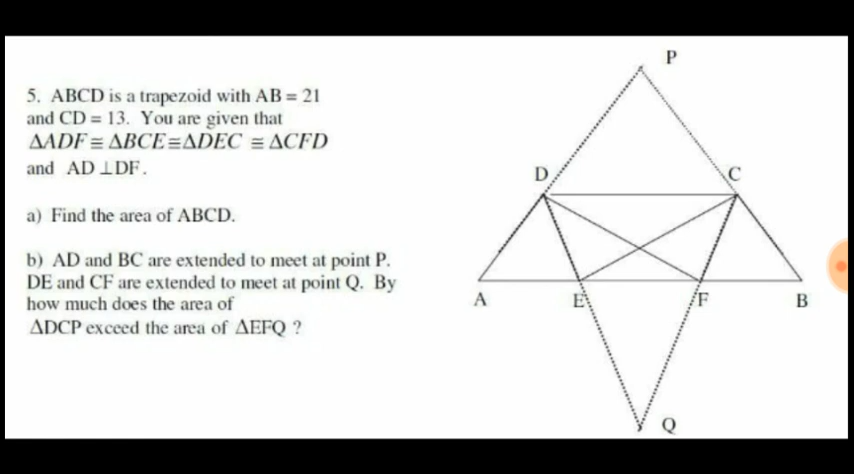 5. ABCD is a trapezoid with AB = 21
and CD = 13. You are given that
ΔADF ≡ ΔBCE≡ΔDEC ≅ ΔCFD
and AD ⊥DF.
a) Find the area of ABCD.
b) AD and BC are extended to meet at point P.
DE and CF are extended to meet at point Q. By
how much does the area of
ΔDCP exceed the area of ΔEFQ ?
P
D
C
A
E
F
B
Q